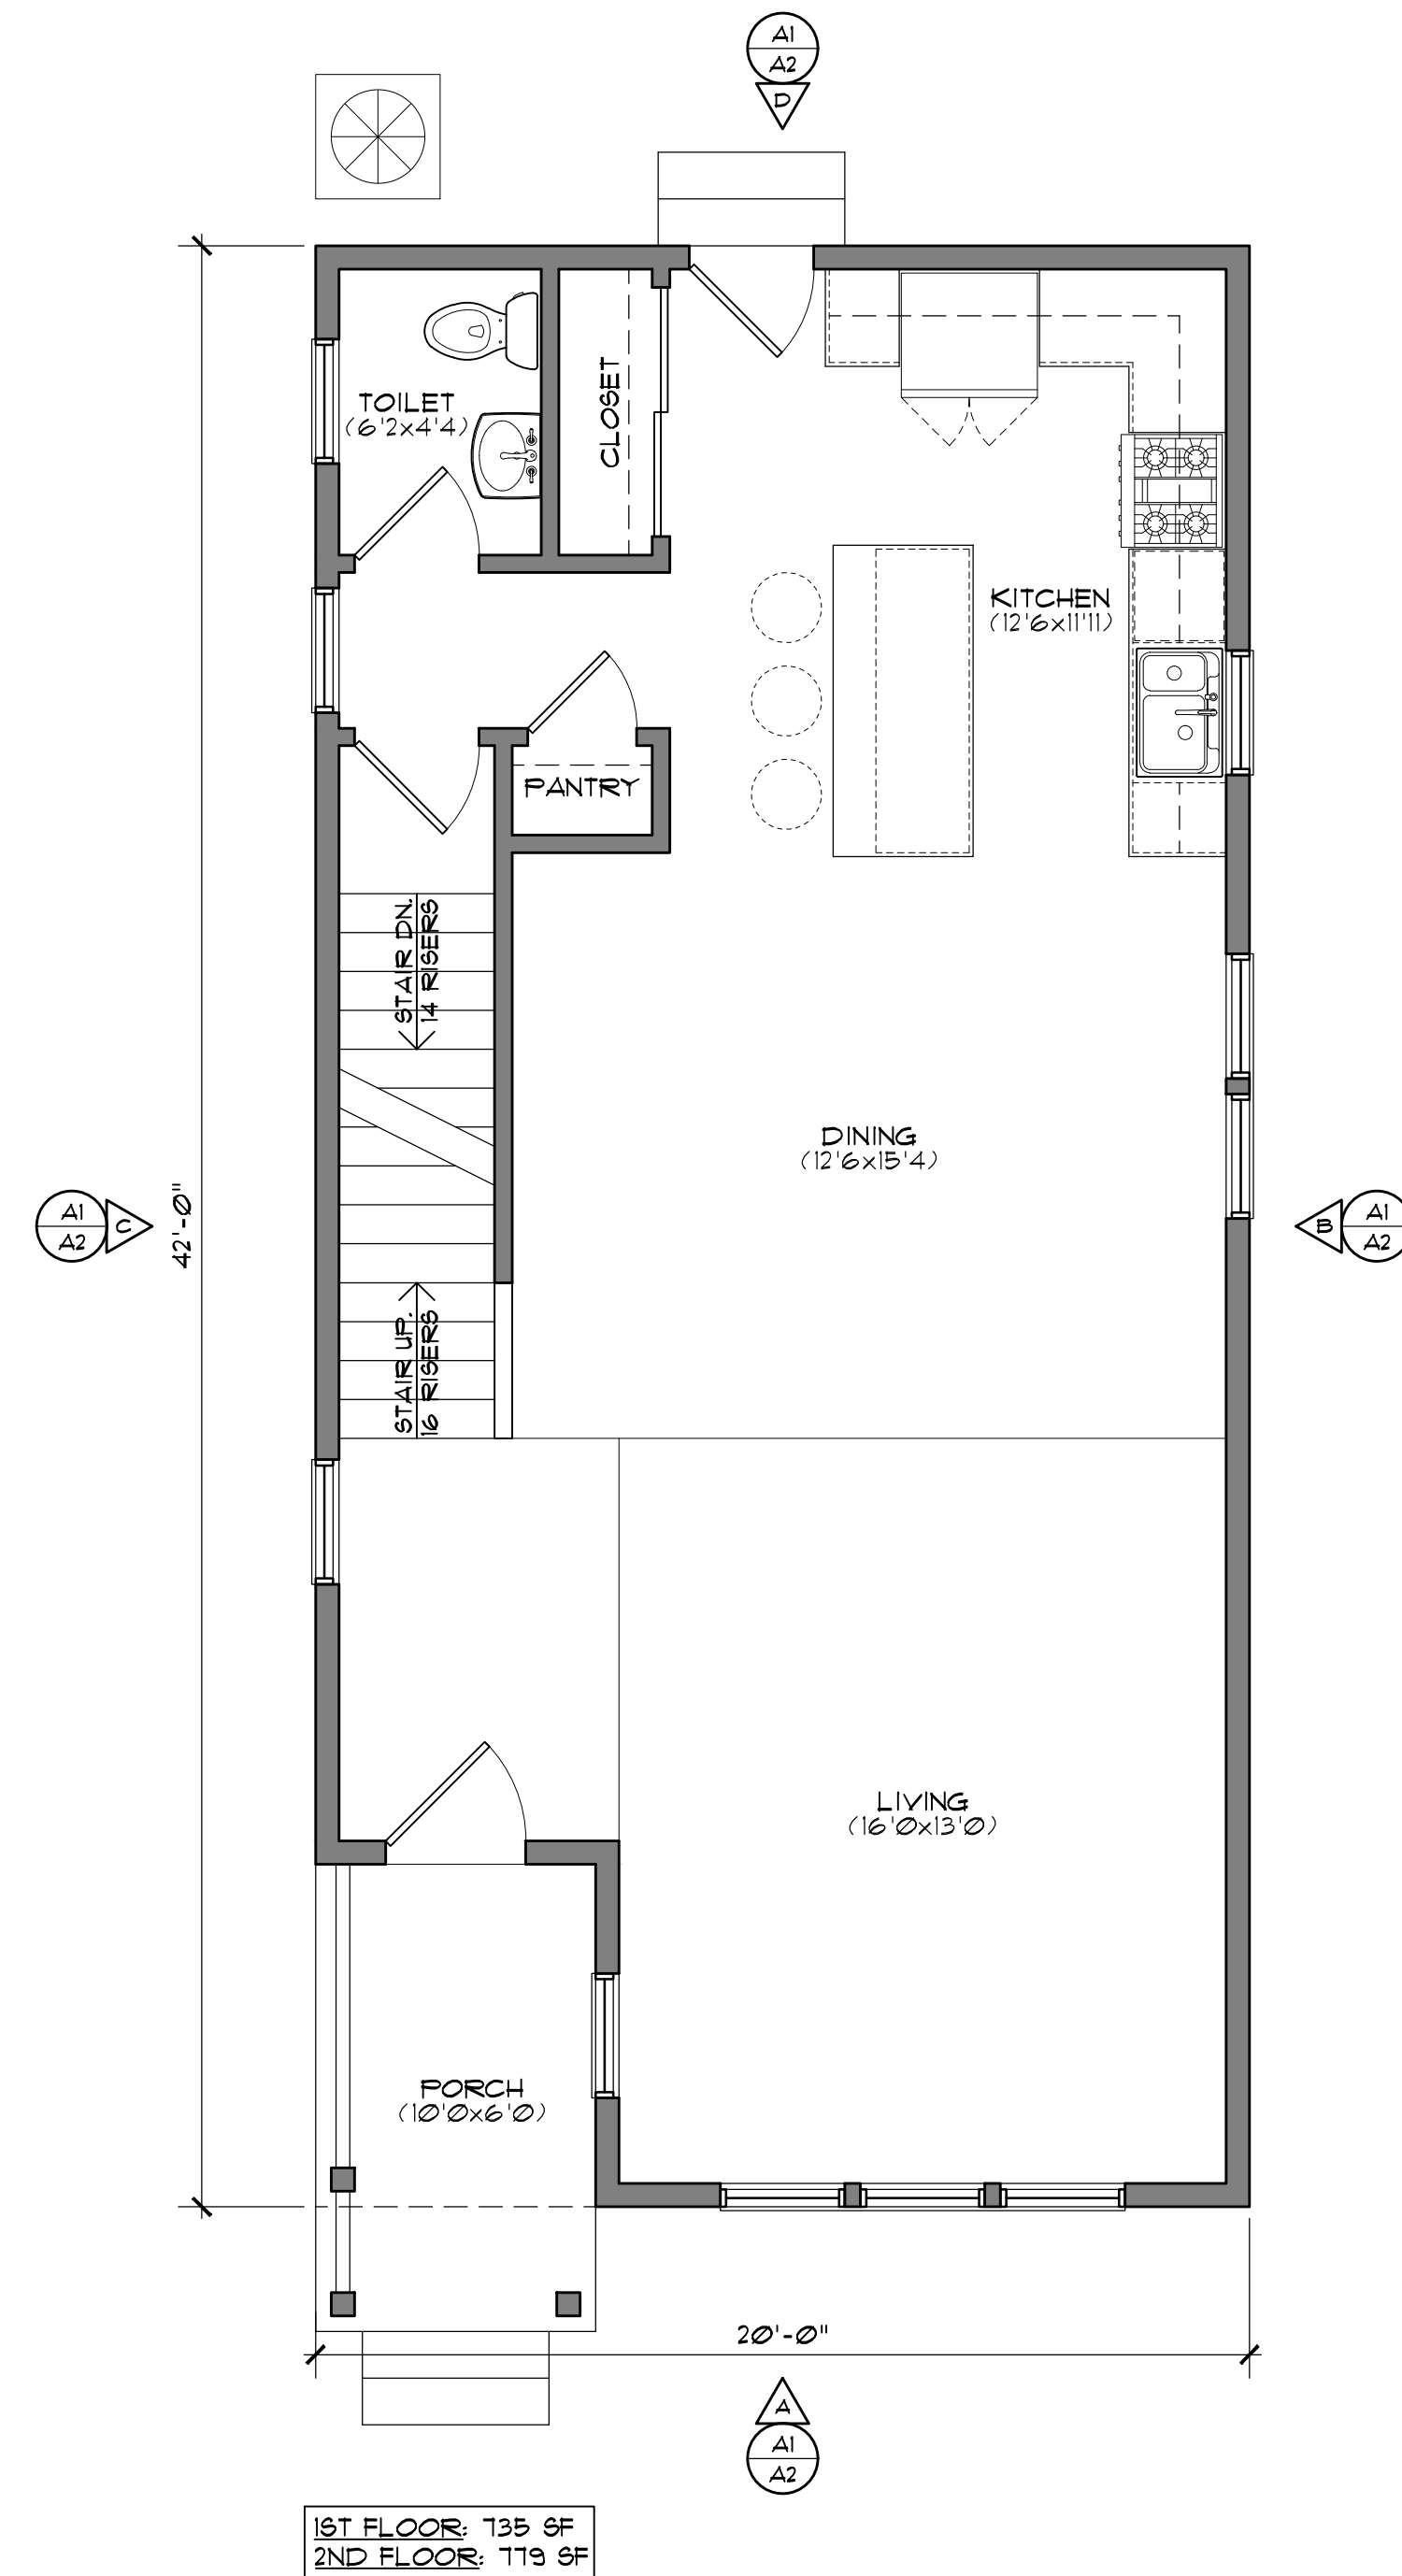 A1
A2
D
TOILET
(6'2x4'4)
CLOSET
KITCHEN
(12'6x11'11)
PANTRY
STAIR DN.
14 RISERS
DINING
(12'6x15'4)
A1
A2
C
42'-0"
B
A1
A2
STAIR UP.
16 RISERS
LIVING
(16'0x13'0)
PORCH
(10'0x6'0)
20'-0"
A
A1
A2
1ST FLOOR: 735 SF
2ND FLOOR: 779 SF